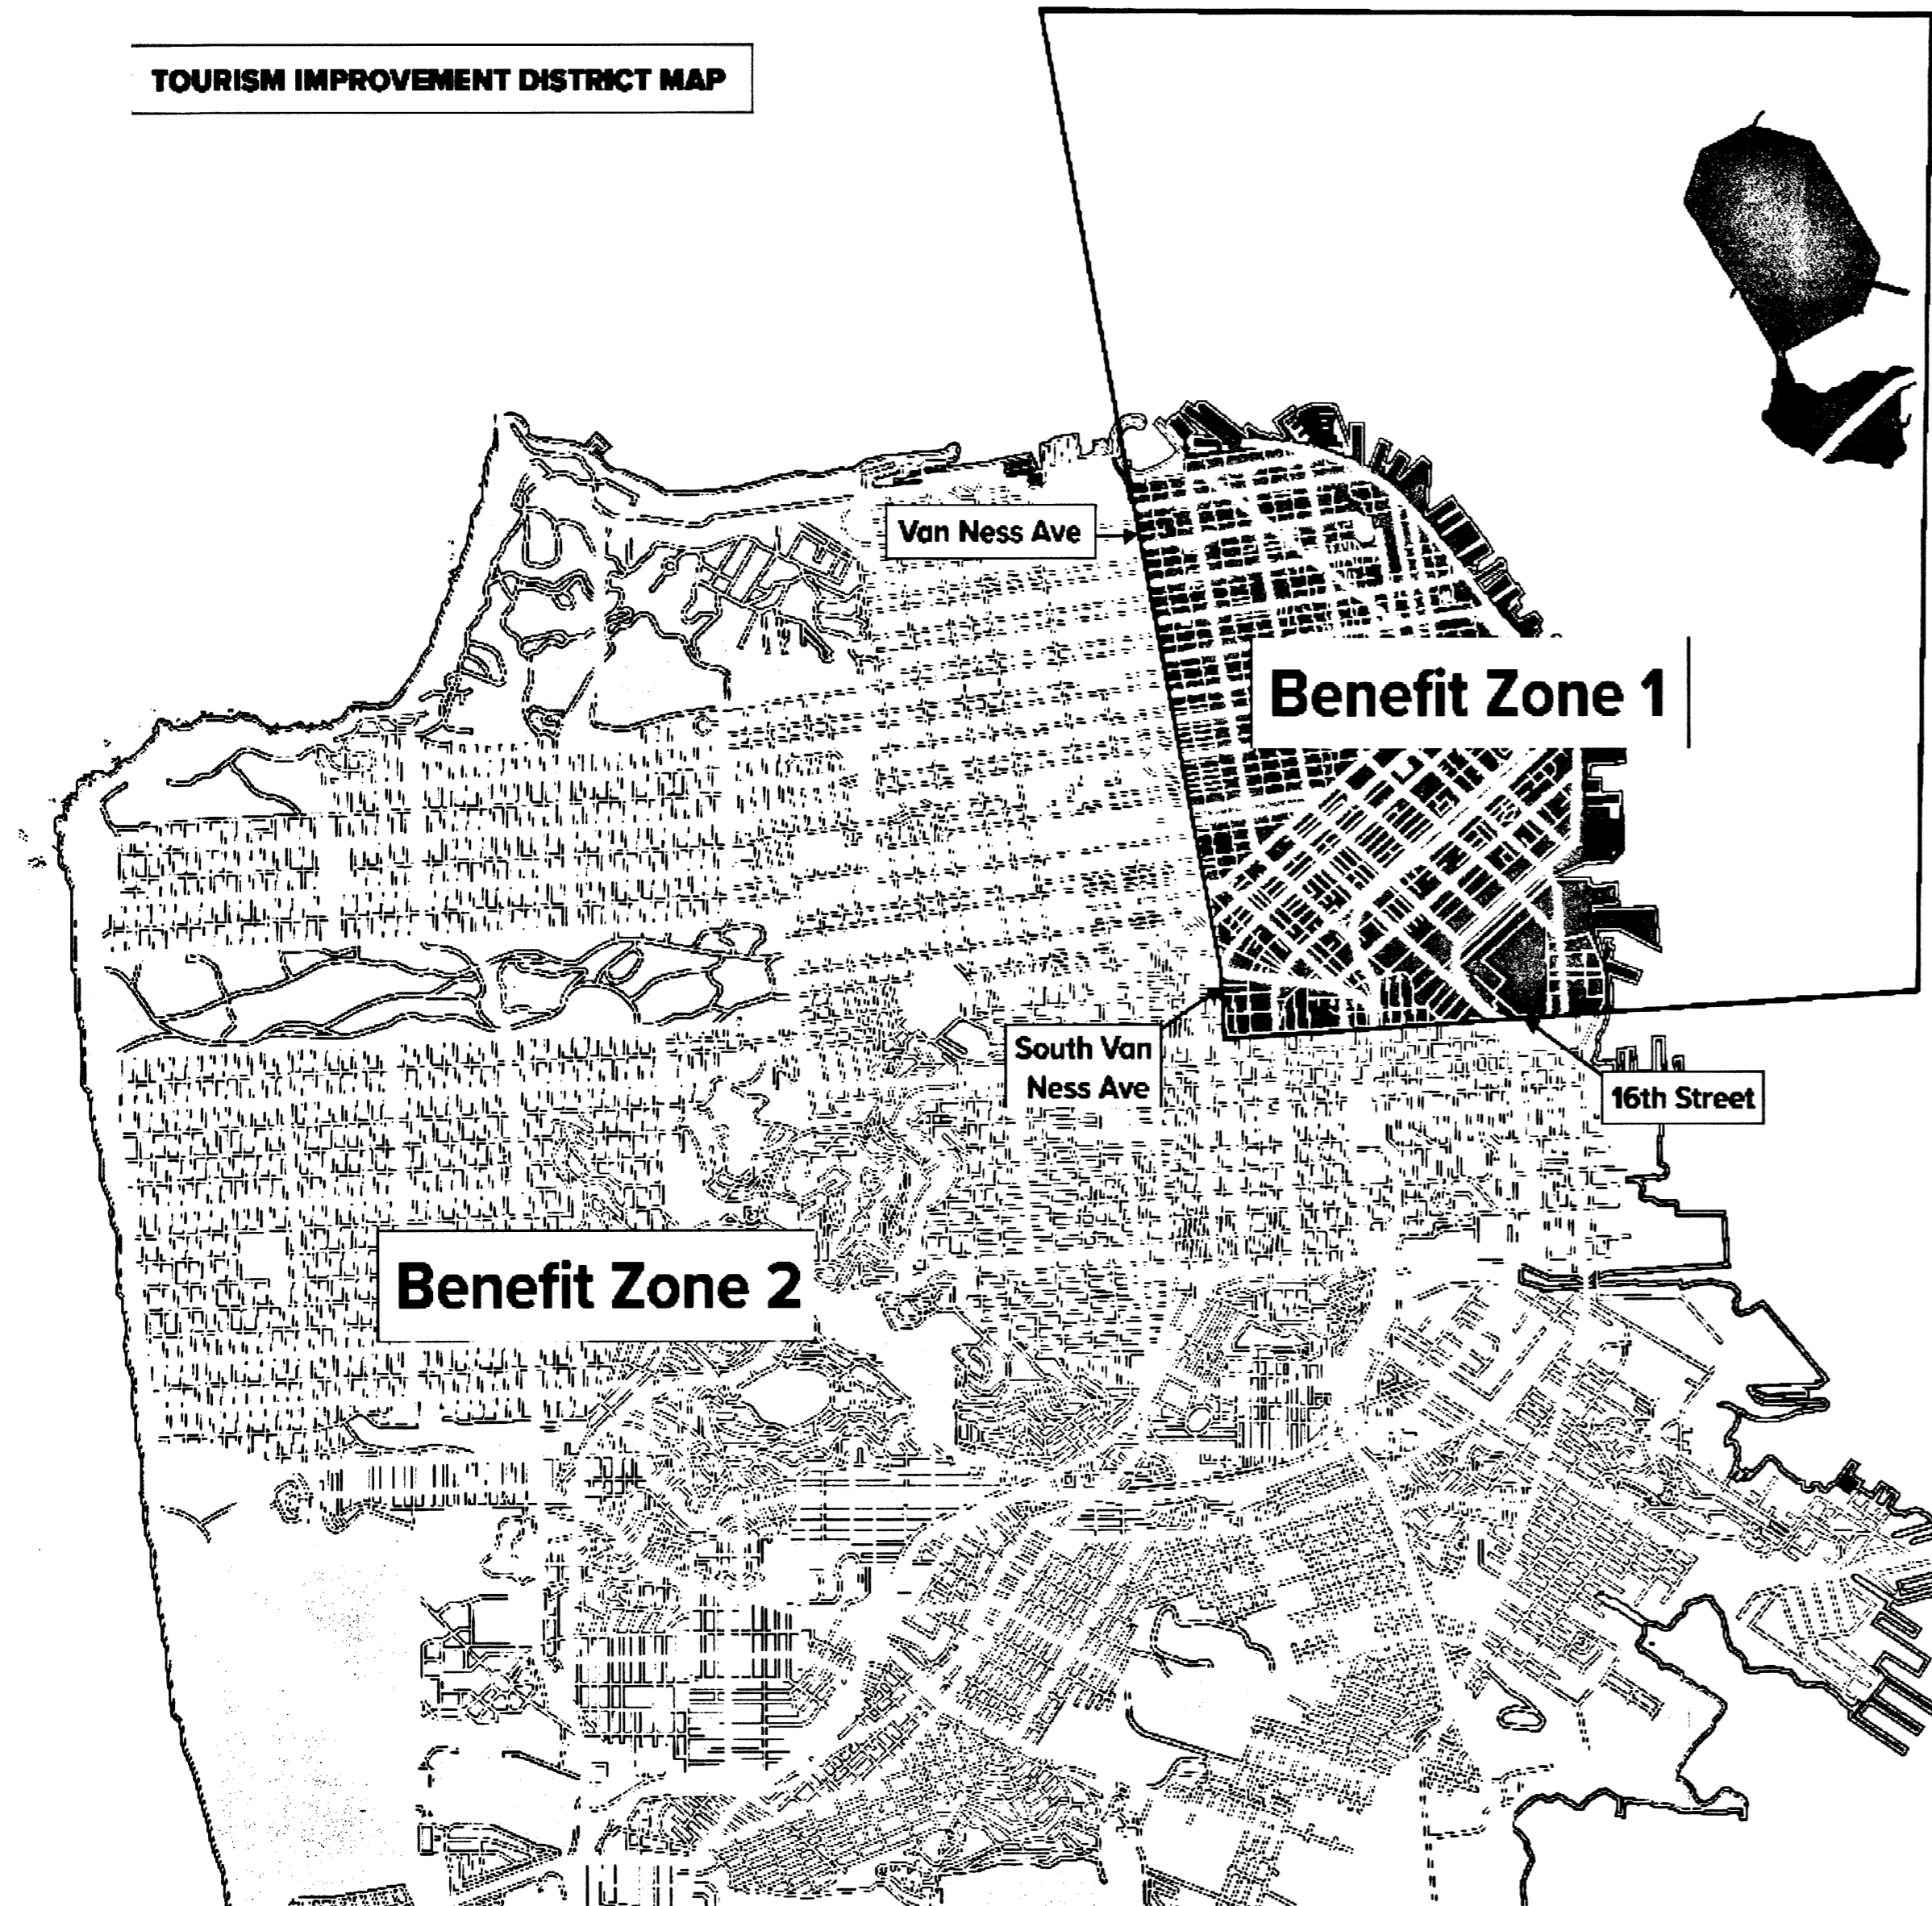 TOURISM IMPROVEMENT DISTRICT MAP
Van Ness Ave
Benefit Zone 1
South Van
Ness Ave
16th Street
Benefit Zone 2